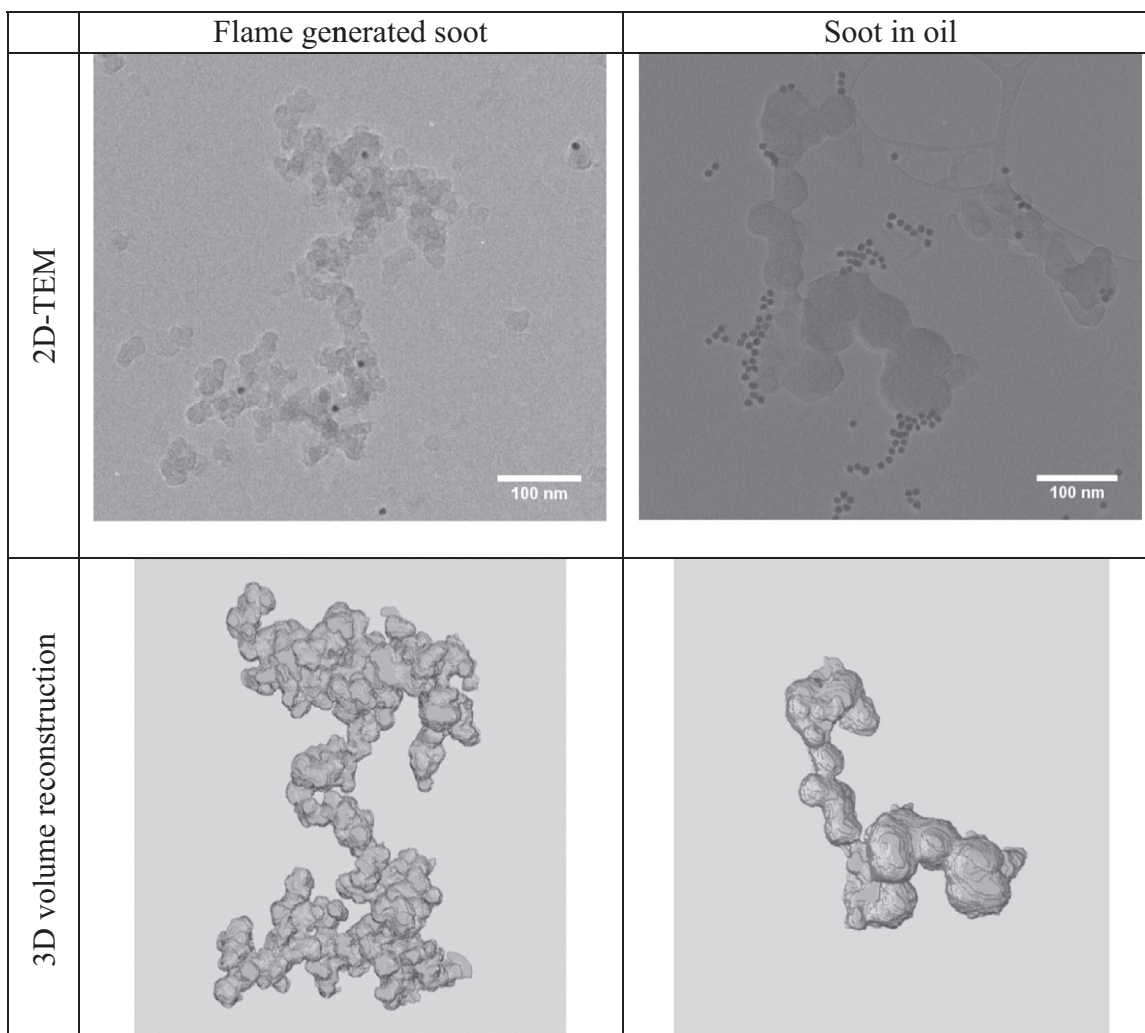 Flame generated soot
Soot in oil
2D-TEM
100 nm
100 nm
3D volume reconstruction